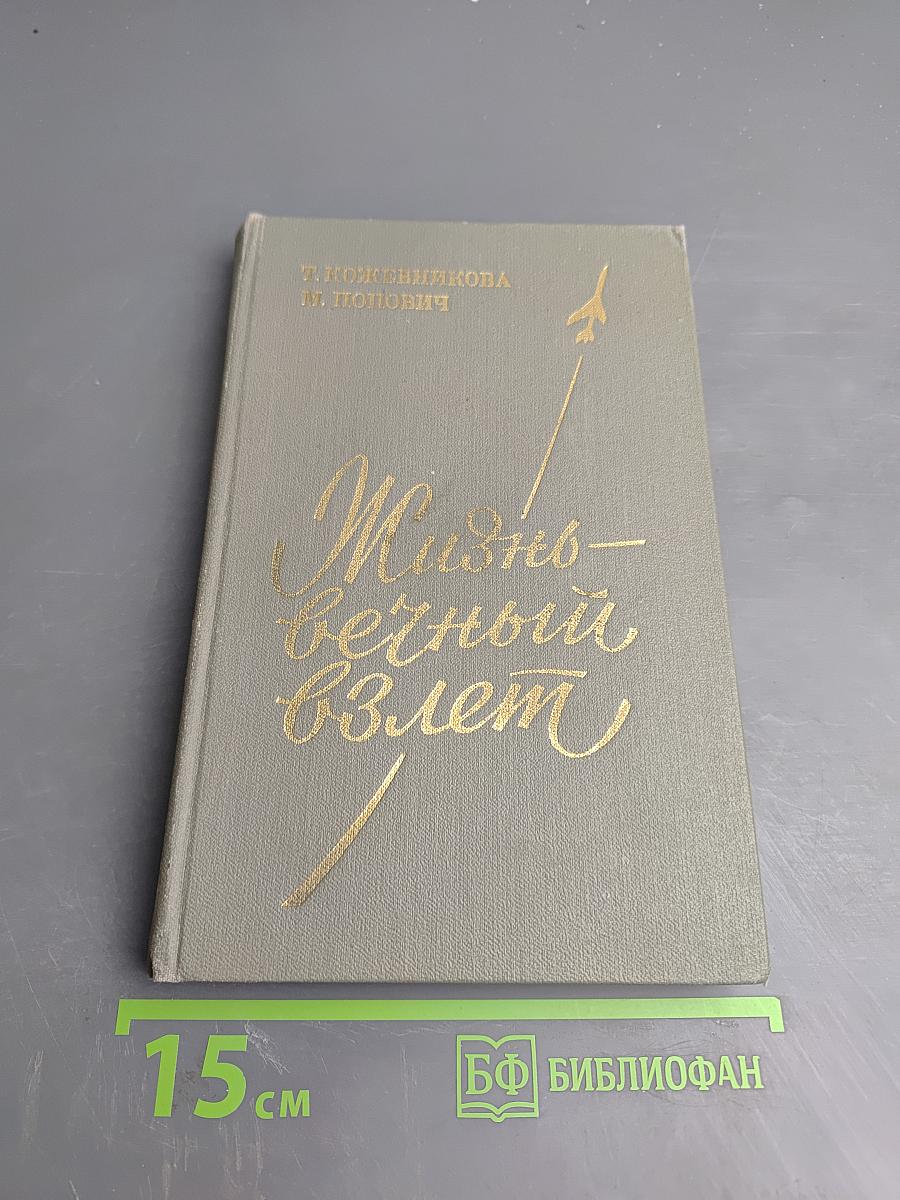 Т. КОЖЕВНИКОВА
М. ПОПОВИЧ
Жизнь —
вечный
взлет
15 см
БФ БИБЛИОФАН